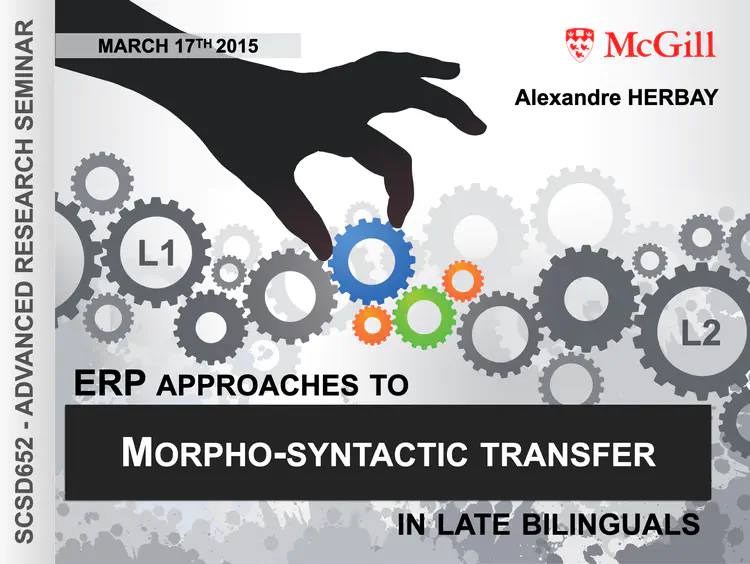 SCSD652 - ADVANCED RESEARCH SEMINAR
MARCH 17TH 2015
McGill
Alexandre HERBAY
L1
L2
ERP APPROACHES TO
MORPHO-SYNTACTIC TRANSFER
IN LATE BILINGUALS